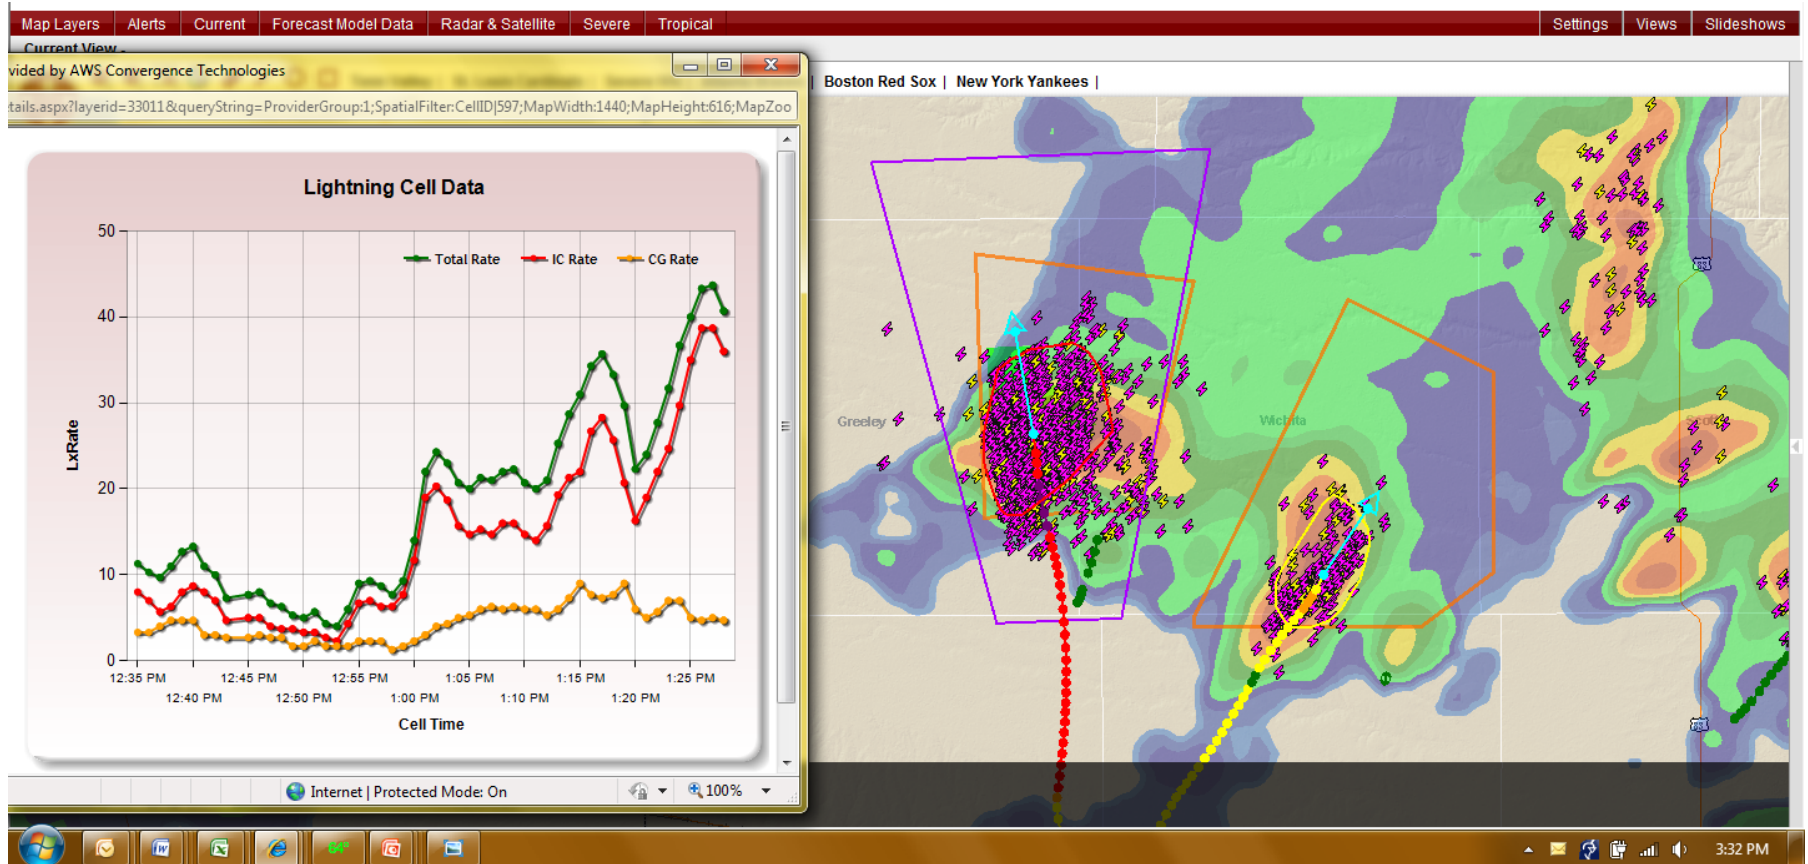 Map Layers Alerts Current Forecast Model Data Radar & Satellite Severe Tropical Settings Views Slideshows
Current View -
vided by AWS Convergence Technologies
etails.aspx?layerid=33011&queryString=ProviderGroup:1;SpatialFilter:CellID|597;MapWidth:1440;MapHeight:616;MapZoo
| Boston Red Sox | New York Yankees |
Lightning Cell Data
50
40
30
20
10
0
LxRate
Total Rate IC Rate CG Rate
12:35 PM 12:45 PM 12:55 PM 1:05 PM 1:15 PM 1:25 PM
12:40 PM 12:50 PM 1:00 PM 1:10 PM 1:20 PM
Cell Time
Greeley
Wichita
83
Internet | Protected Mode: On
100%
64°
3:32 PM